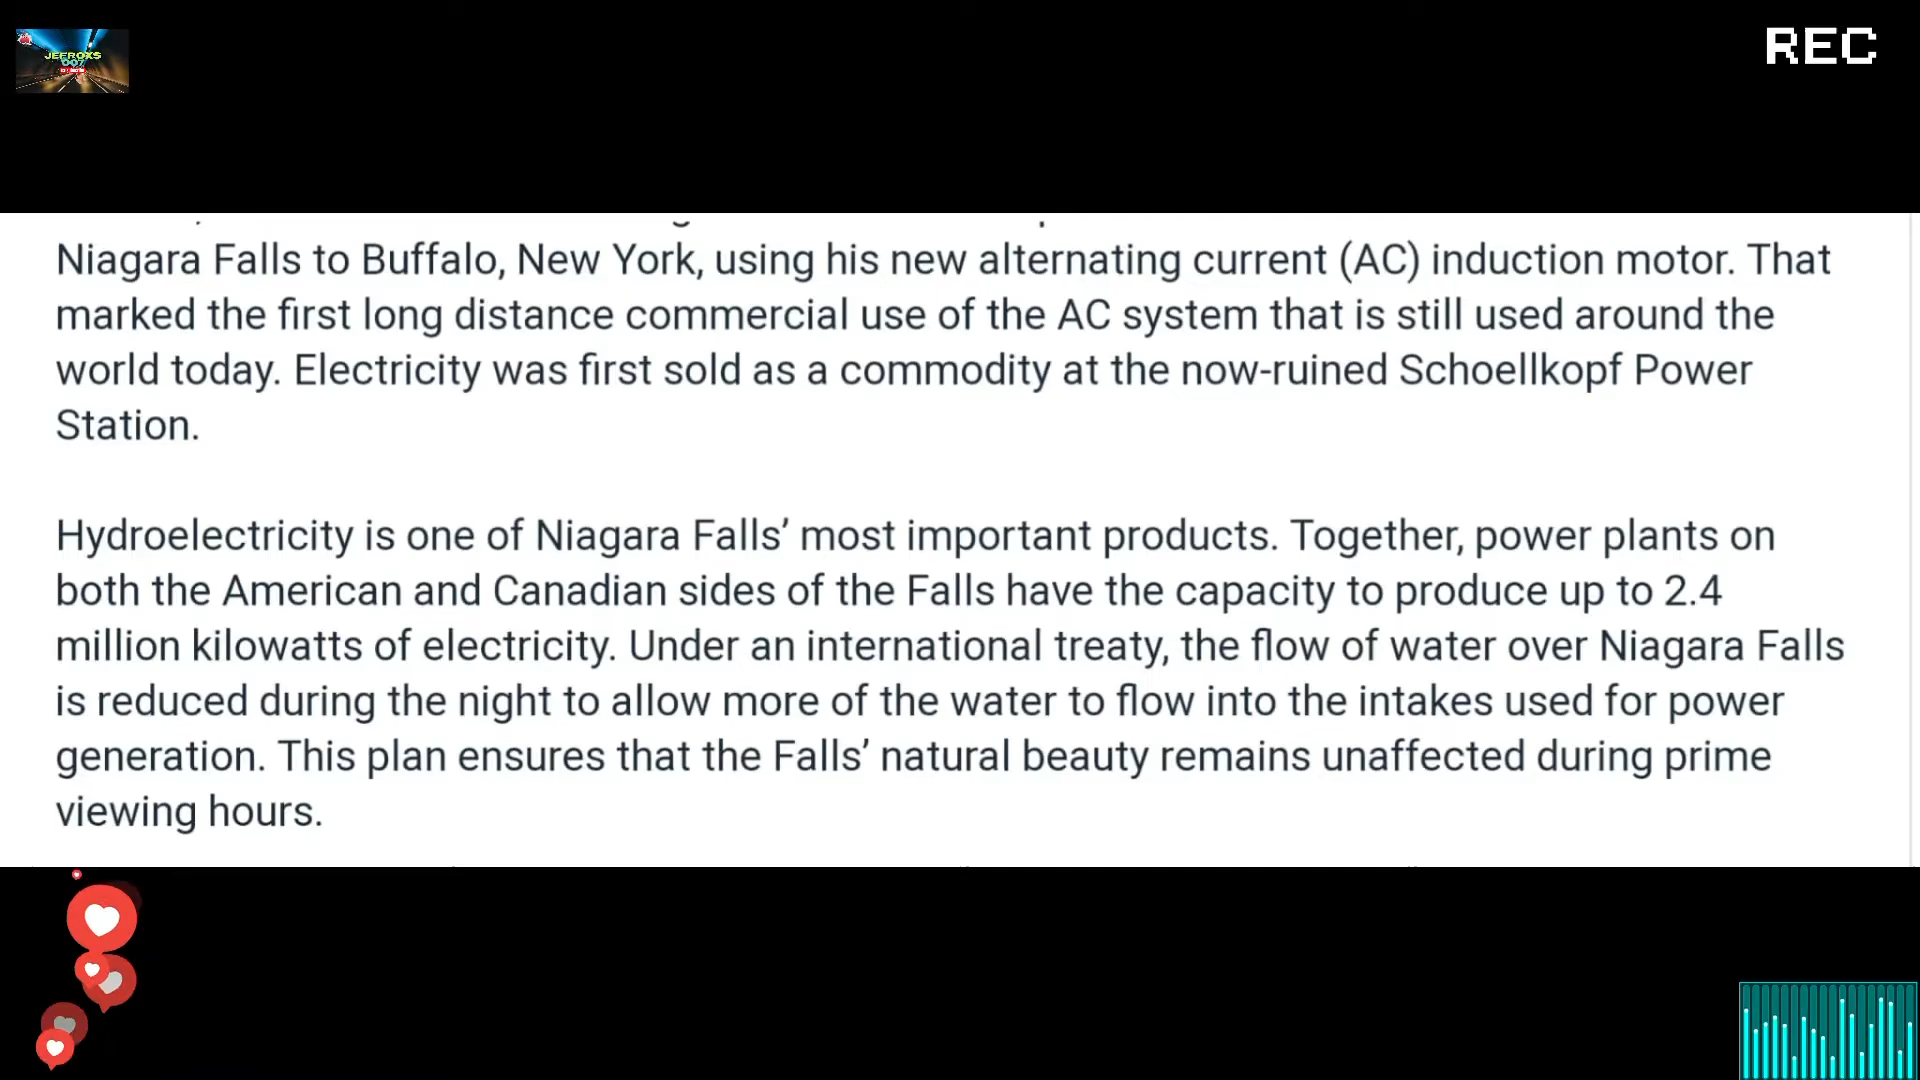 JEFROXS
007
REC
Niagara Falls to Buffalo, New York, using his new alternating current (AC) induction motor. That
marked the first long distance commercial use of the AC system that is still used around the
world today. Electricity was first sold as a commodity at the now-ruined Schoellkopf Power
Station.
Hydroelectricity is one of Niagara Falls’ most important products. Together, power plants on
both the American and Canadian sides of the Falls have the capacity to produce up to 2.4
million kilowatts of electricity. Under an international treaty, the flow of water over Niagara Falls
is reduced during the night to allow more of the water to flow into the intakes used for power
generation. This plan ensures that the Falls’ natural beauty remains unaffected during prime
viewing hours.